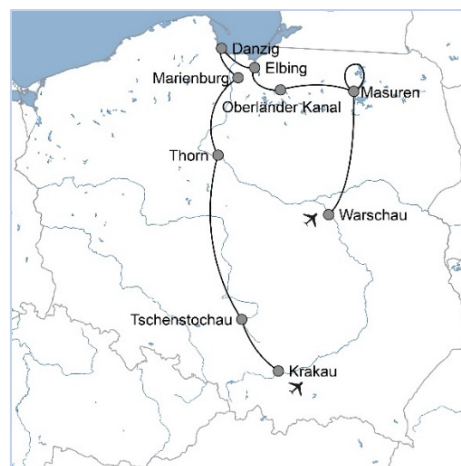 Danzig
Elbing
Marienburg
Oberländer Kanal
Masuren
Thorn
Warschau
Tschenstochau
Krakau